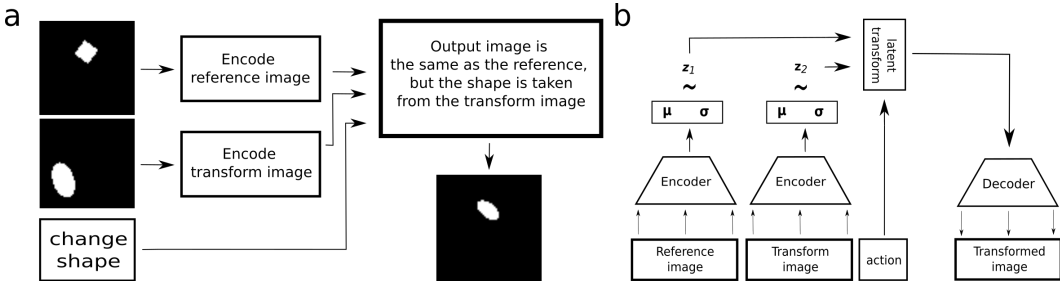 a
Encode
reference image
Encode
transform image
change
shape
Output image is
the same as the reference,
but the shape is taken
from the transform image
b
z1
z2
~
~
μ σ
μ σ
latent
transform
Encoder
Encoder
Decoder
Reference
image
Transform
image
action
Transformed
image